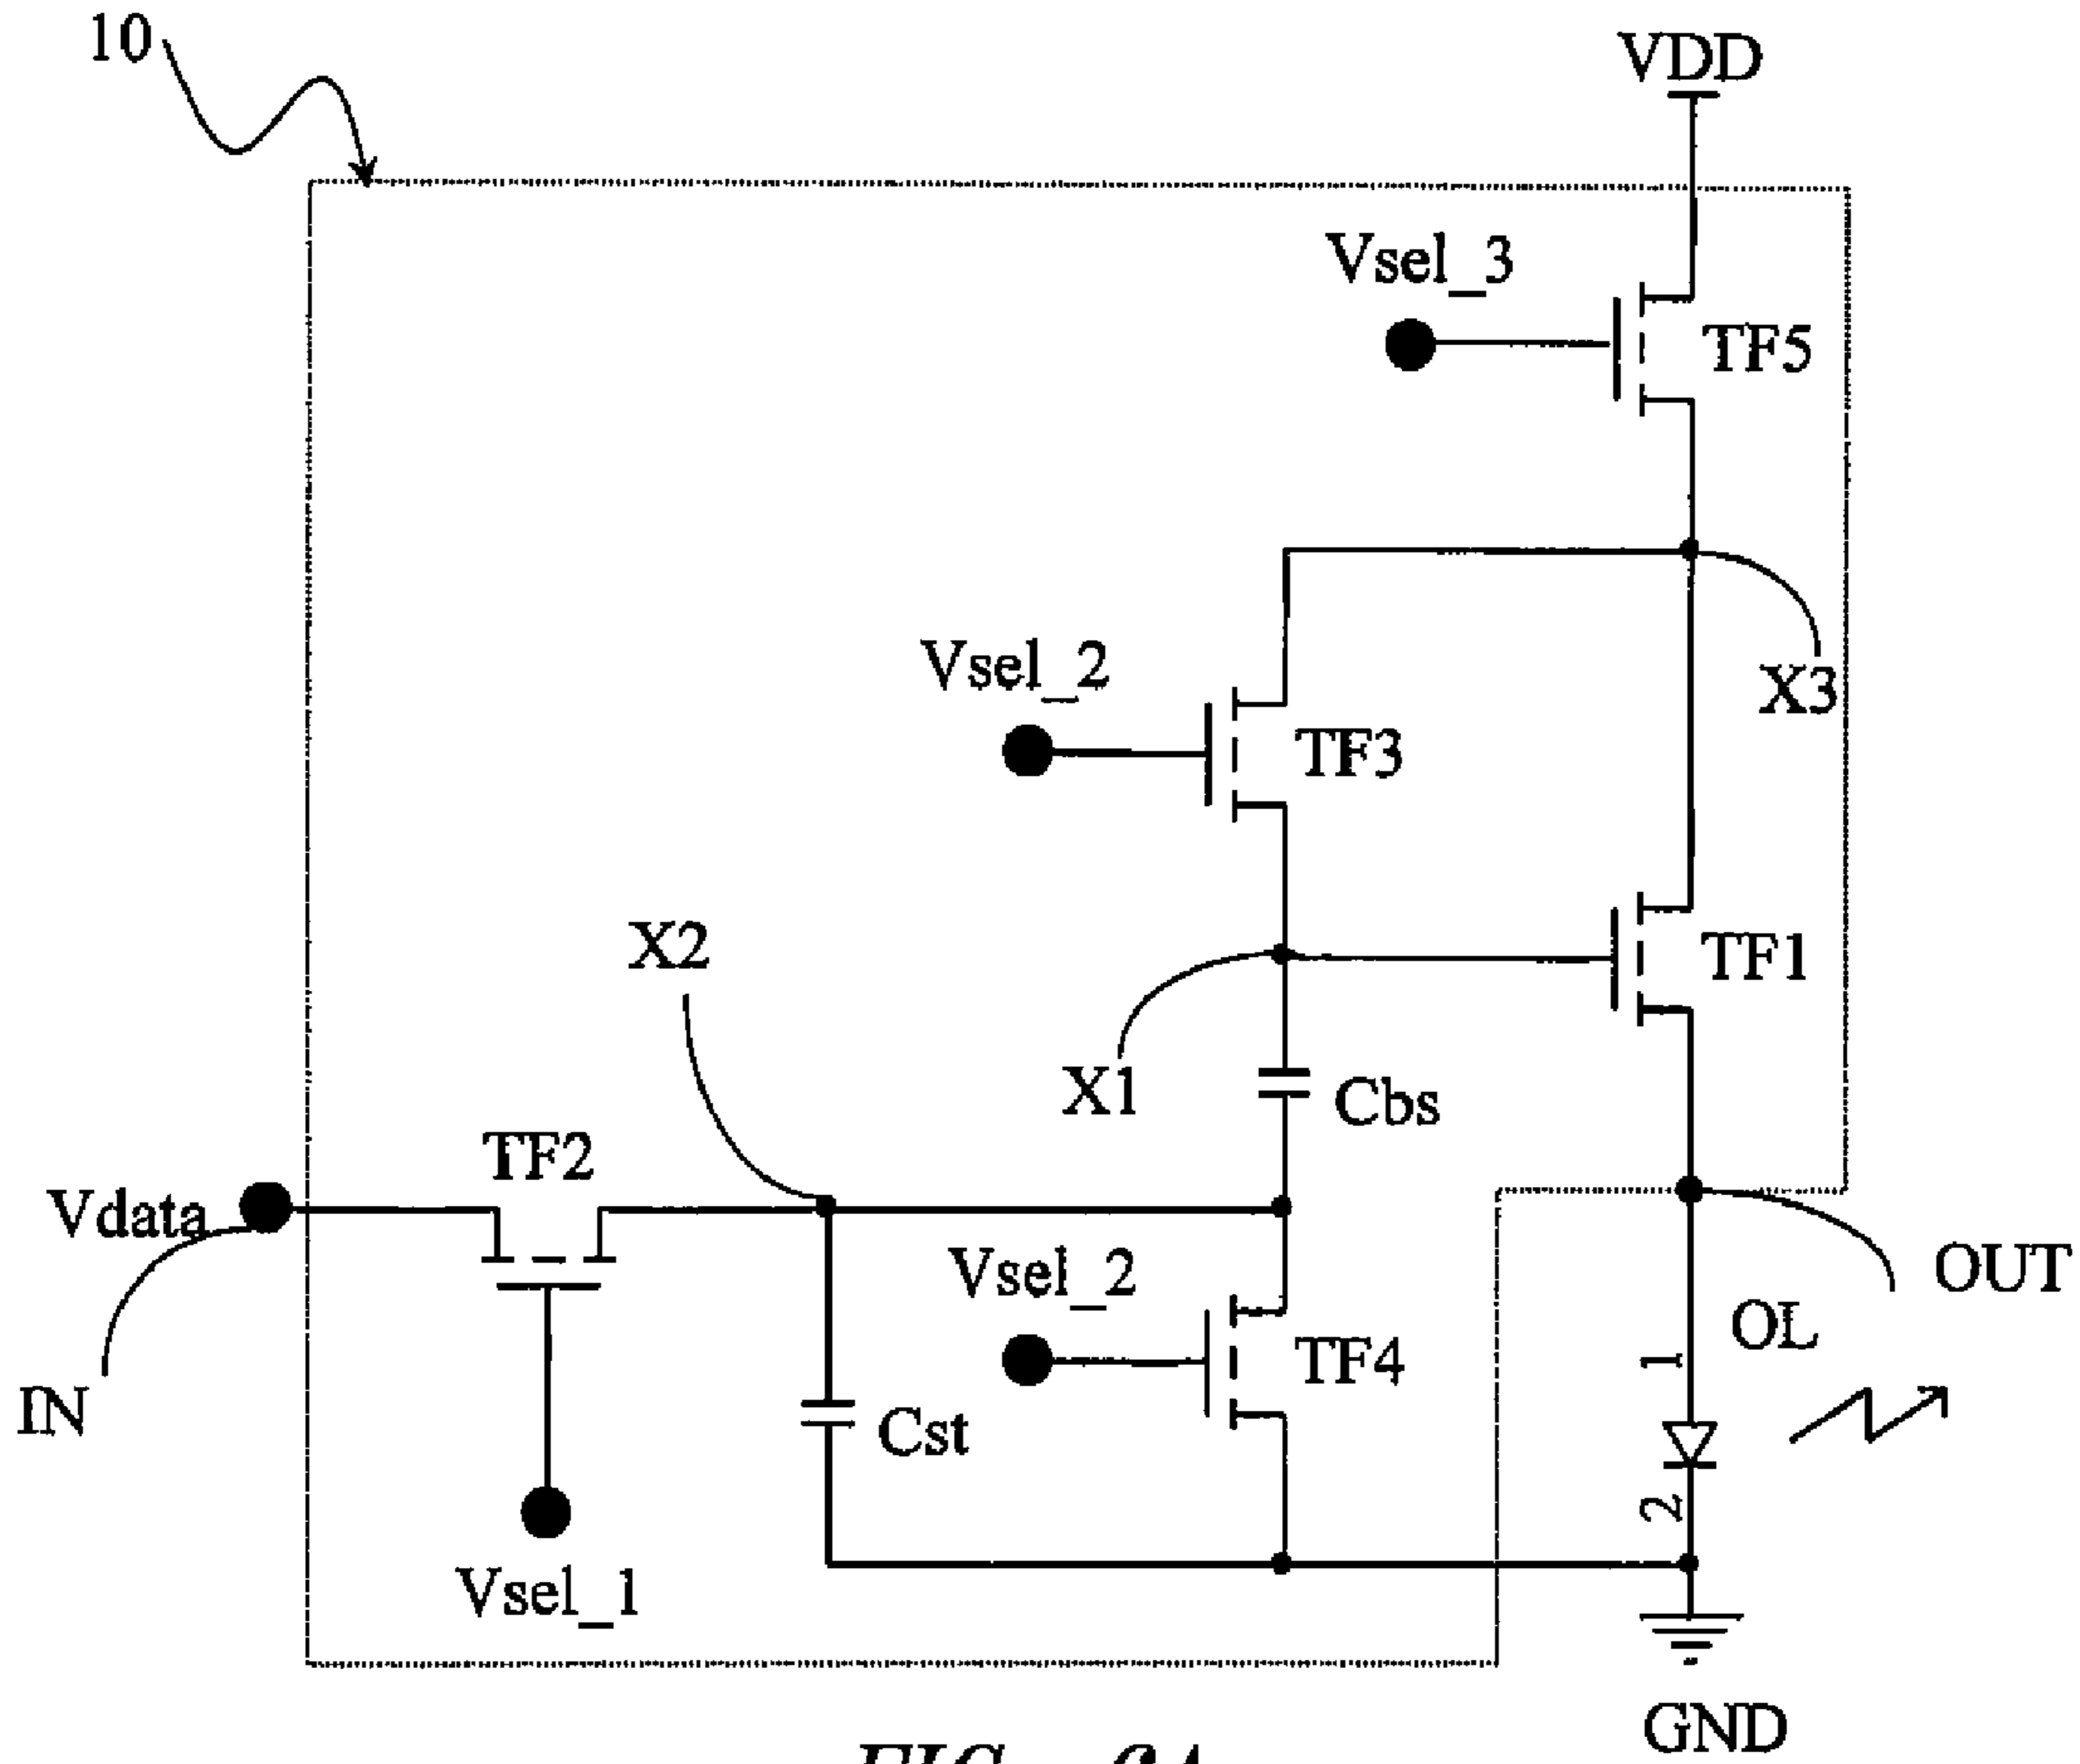 10
VDD
Vsel_3
TF5
Vsel_2
X3
TF3
X2
TF1
X1
Cbs
TF2
Vdata
Vsel_2
OUT
OL
1
TF4
IN
Cst
2
Vsel_1
GND